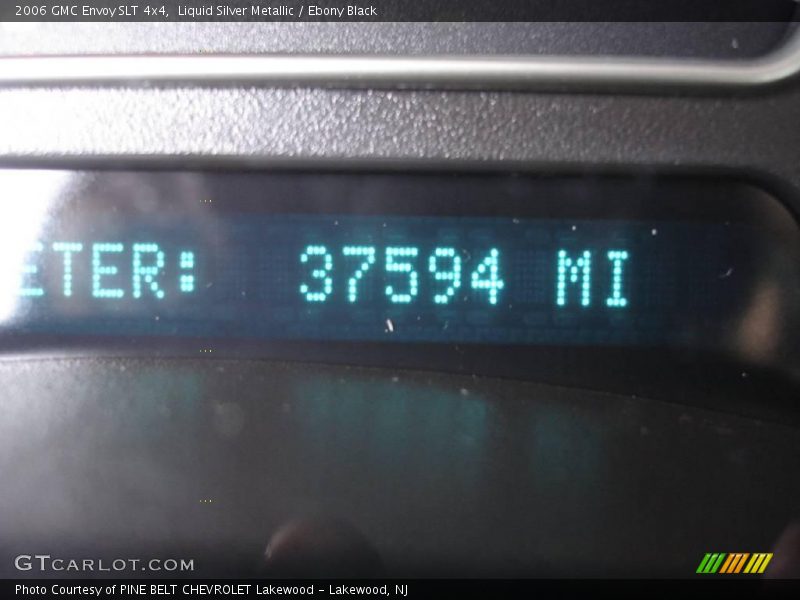 2006 GMC Envoy SLT 4x4, Liquid Silver Metallic / Ebony Black
ETER: 37594 MI
GTCARLOT.COM
Photo Courtesy of PINE BELT CHEVROLET Lakewood - Lakewood, NJ